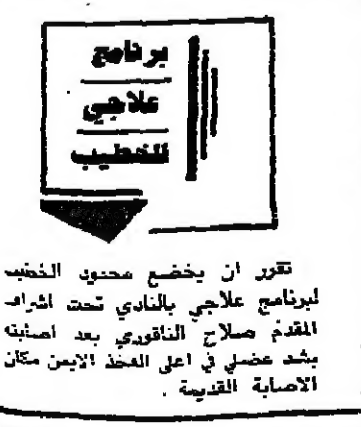 برنامج
علاجي
للخطيب
تقرر ان يخضع محمود الخطيب
لبرنامج علاجي بالنادي تحت اشراف
المقدم صلاح الناقوري بعد اصابته
بشد عضلي في اعلى الفخذ الايمن مكان
الاصابة القديمة .